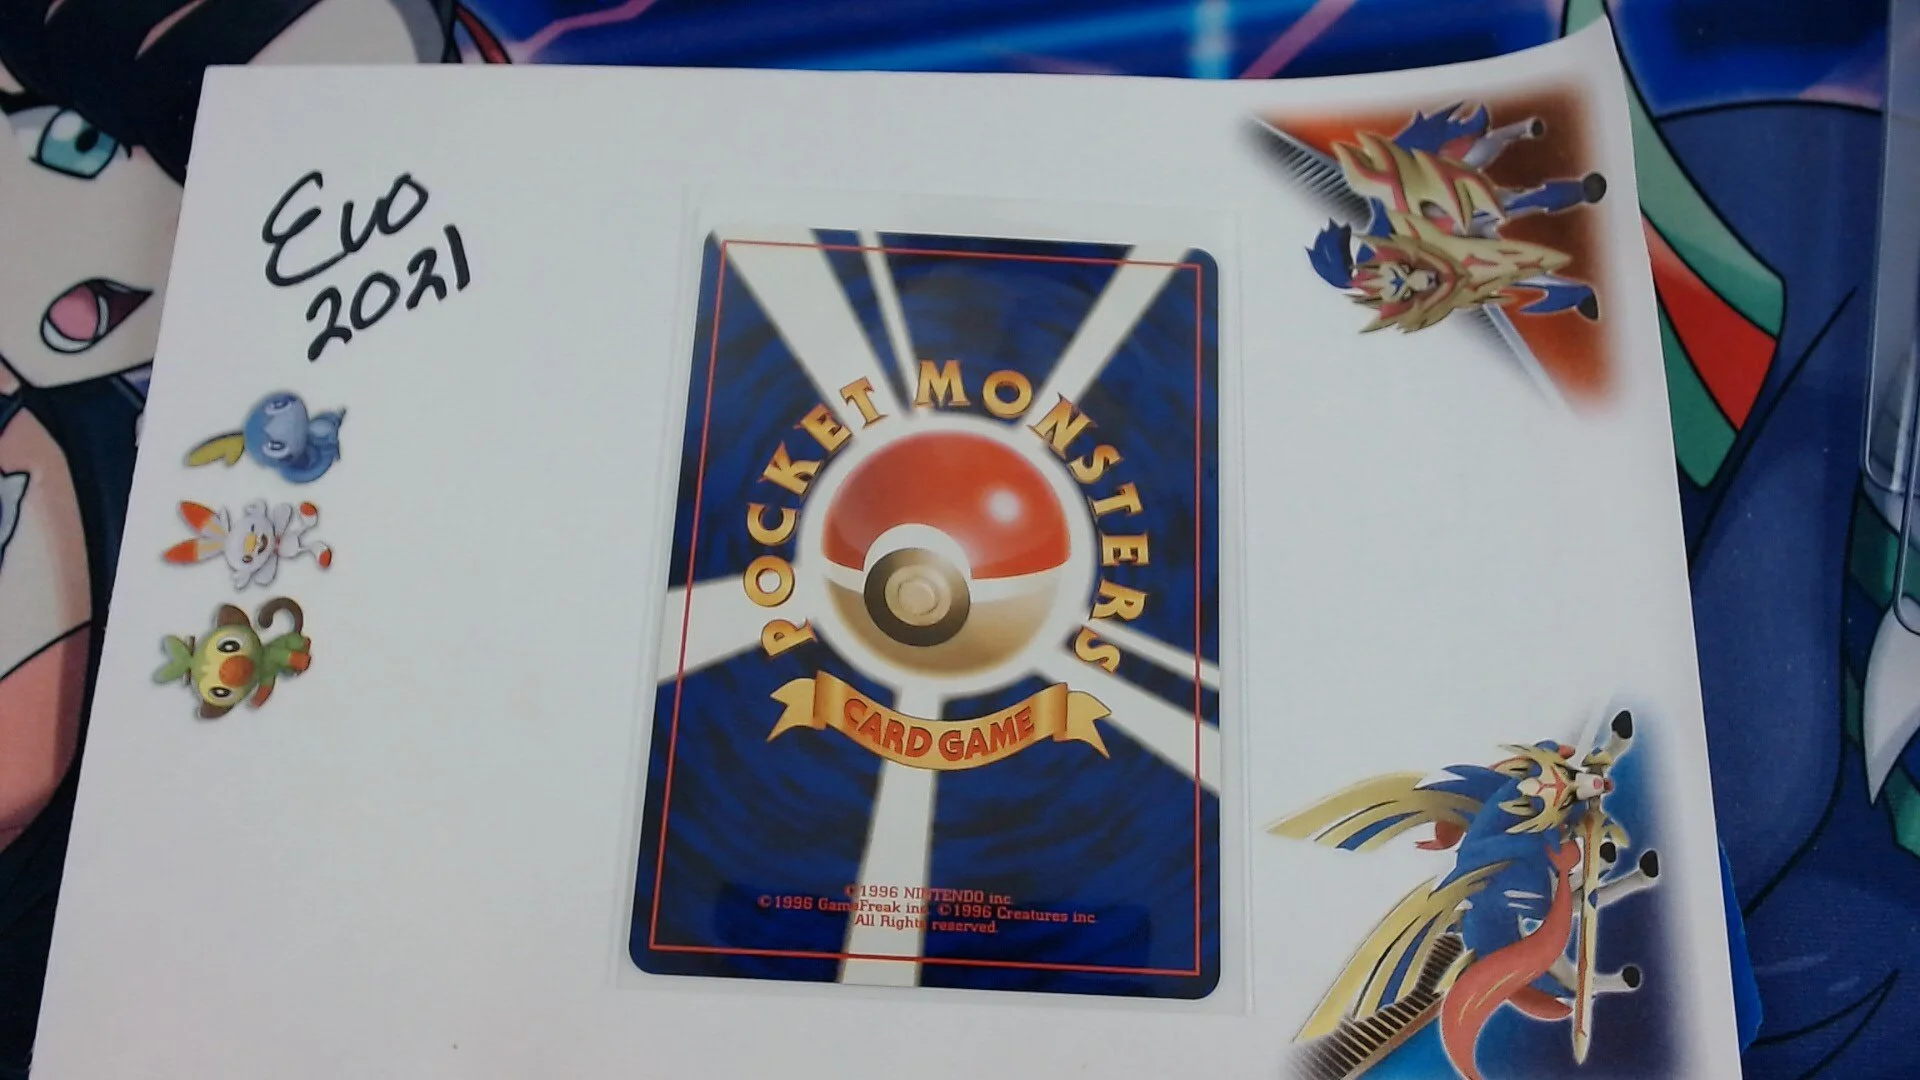 Evo
2021
POCKET MONSTERS
CARD GAME
©1996 NINTENDO inc.
©1996 GameFreak inc. ©1996 Creatures inc.
All Rights reserved.